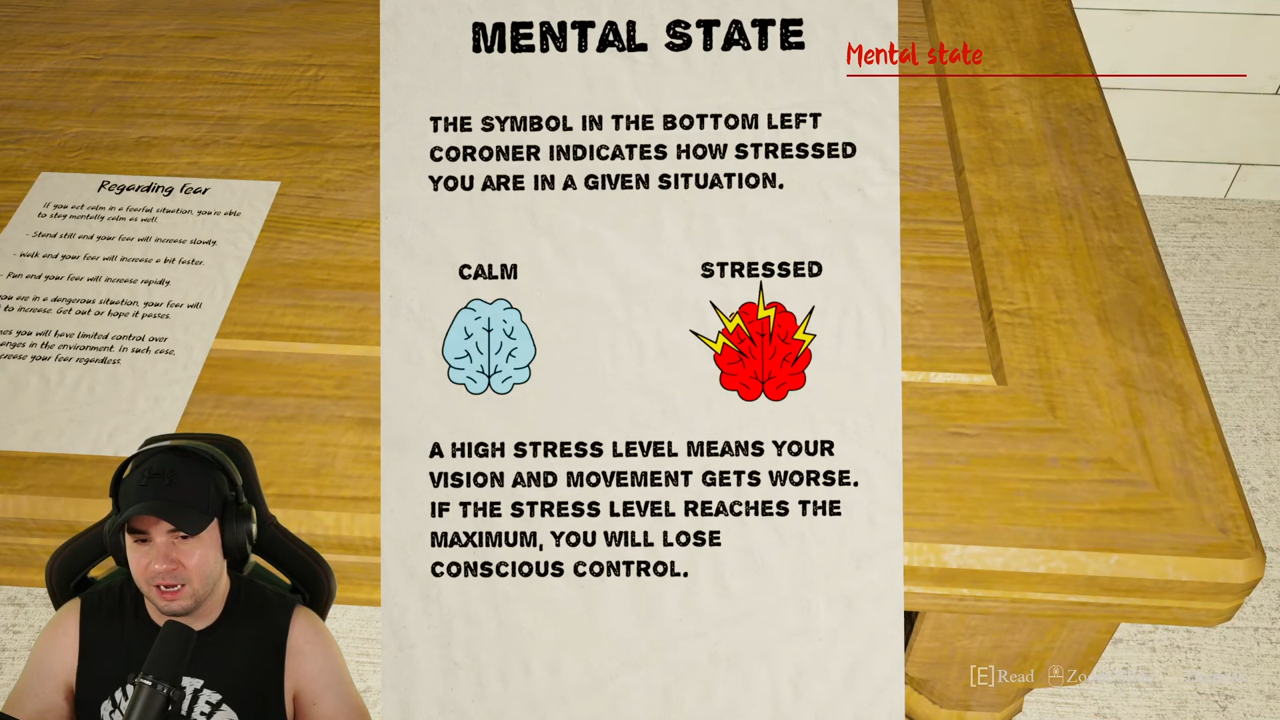 MENTAL STATE
Mental state
THE SYMBOL IN THE BOTTOM LEFT
CORONER INDICATES HOW STRESSED
YOU ARE IN A GIVEN SITUATION.
CALM
STRESSED
A HIGH STRESS LEVEL MEANS YOUR
VISION AND MOVEMENT GETS WORSE.
IF THE STRESS LEVEL REACHES THE
MAXIMUM, YOU WILL LOSE
CONSCIOUS CONTROL.
Regarding fear
If you act calm in a fearful situation, you're able
to stay mentally calm as well.
- Stand still and your fear will increase slowly.
- Walk and your fear will increase a bit faster.
- Run and your fear will increase rapidly.
you are in a dangerous situation, your fear will
to increase. Get out or hope it passes.
you will have limited control over
in the environment. In such case,
your fear regardless.
[E]Read